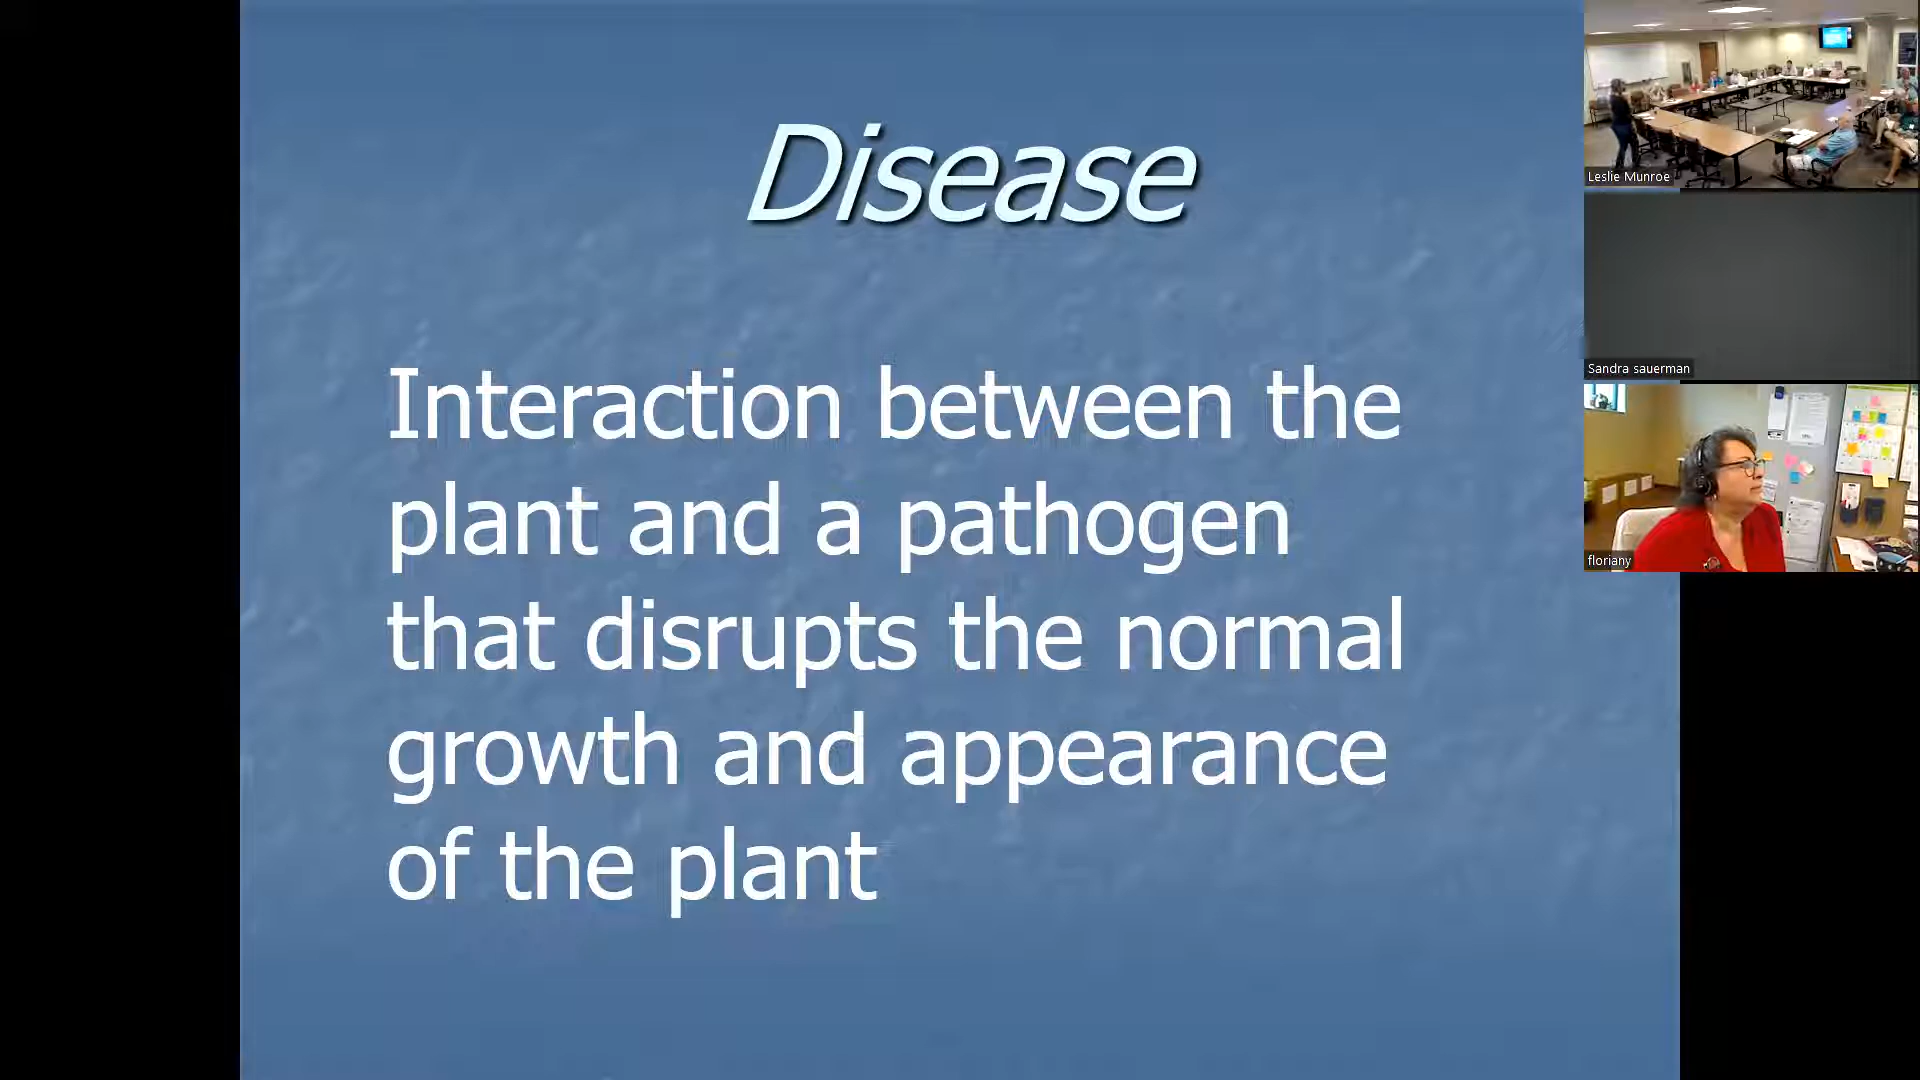 Disease
Interaction between the
plant and a pathogen
that disrupts the normal
growth and appearance
of the plant
Leslie Munroe
Sandra sauerman
floriany